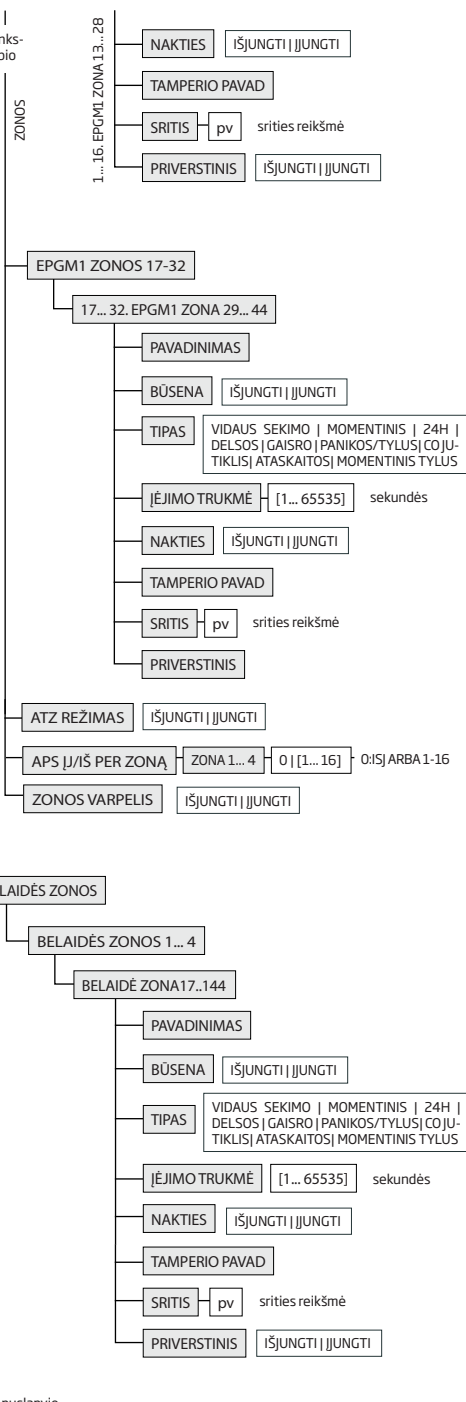 nks-
pio
ZONOS
1... 16. EPGM1 ZONA 13... 28
NAKTIES IŠJUNGTI | ĮJUNGTI
TAMPERIO PAVAD
SRITIS pv srities reikšmė
PRIVERSTINIS IŠJUNGTI | ĮJUNGTI
EPGM1 ZONOS 17-32
17... 32. EPGM1 ZONA 29... 44
PAVADINIMAS
BŪSENA IŠJUNGTI | ĮJUNGTI
TIPAS VIDAUS SEKIMO | MOMENTINIS | 24H |
DELSOS | GAISRO | PANIKOS/TYLUS| CO JU-
TIKLIS| ATASKAITOS| MOMENTINIS TYLUS
ĮĖJIMO TRUKMĖ [1... 65535] sekundės
NAKTIES IŠJUNGTI | ĮJUNGTI
TAMPERIO PAVAD
SRITIS pv srities reikšmė
PRIVERSTINIS
ATZ REŽIMAS IŠJUNGTI | ĮJUNGTI
APS ĮJ/IŠ PER ZONĄ ZONA 1... 4 0 | [1... 16] 0:ISJ ARBA 1-16
ZONOS VARPELIS IŠJUNGTI | ĮJUNGTI
LAIDĖS ZONOS
BELAIDĖS ZONOS 1... 4
BELAIDĖ ZONA17..144
PAVADINIMAS
BŪSENA IŠJUNGTI | ĮJUNGTI
TIPAS VIDAUS SEKIMO | MOMENTINIS | 24H |
DELSOS | GAISRO | PANIKOS/TYLUS| CO JU-
TIKLIS| ATASKAITOS| MOMENTINIS TYLUS
ĮĖJIMO TRUKMĖ [1... 65535] sekundės
NAKTIES IŠJUNGTI | ĮJUNGTI
TAMPERIO PAVAD
SRITIS pv srities reikšmė
PRIVERSTINIS IŠJUNGTI | ĮJUNGTI